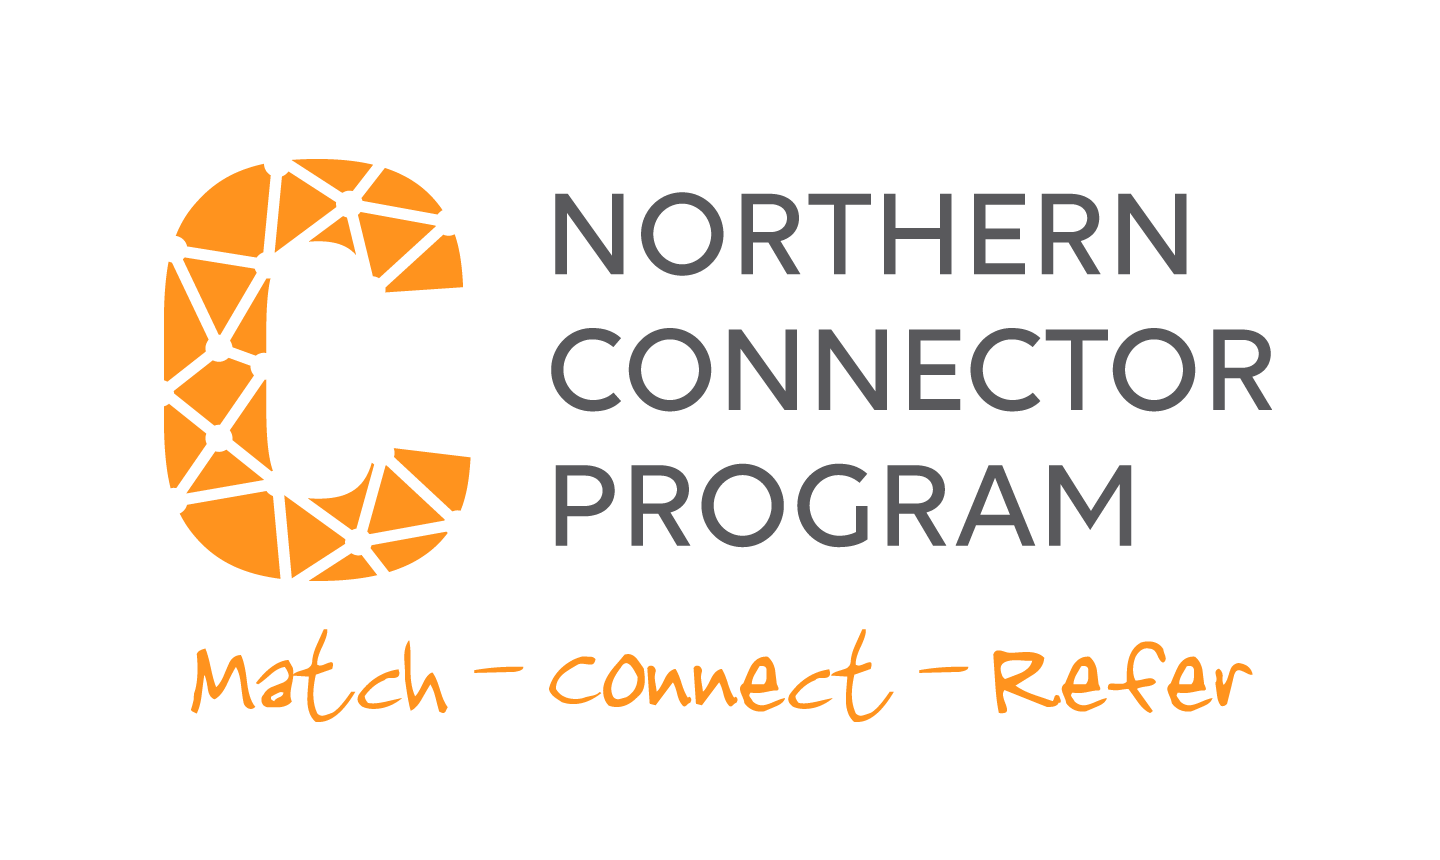 NORTHERN
CONNECTOR
PROGRAM
Match - connect - Refer